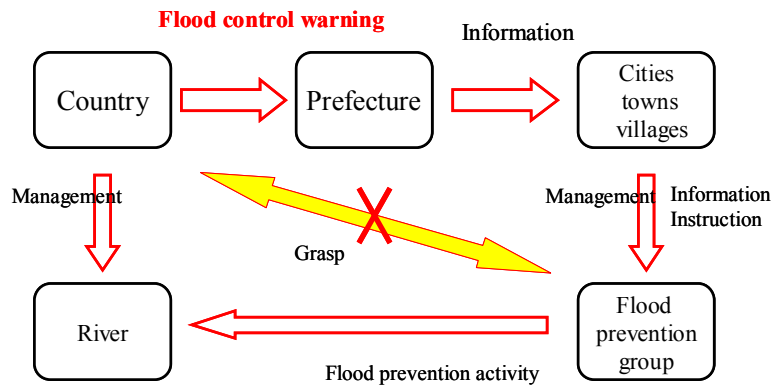 Flood control warning
Information
Country
Prefecture
Cities
towns
villages
Management
Management
Information
Instruction
Grasp
River
Flood
prevention
group
Flood prevention activity